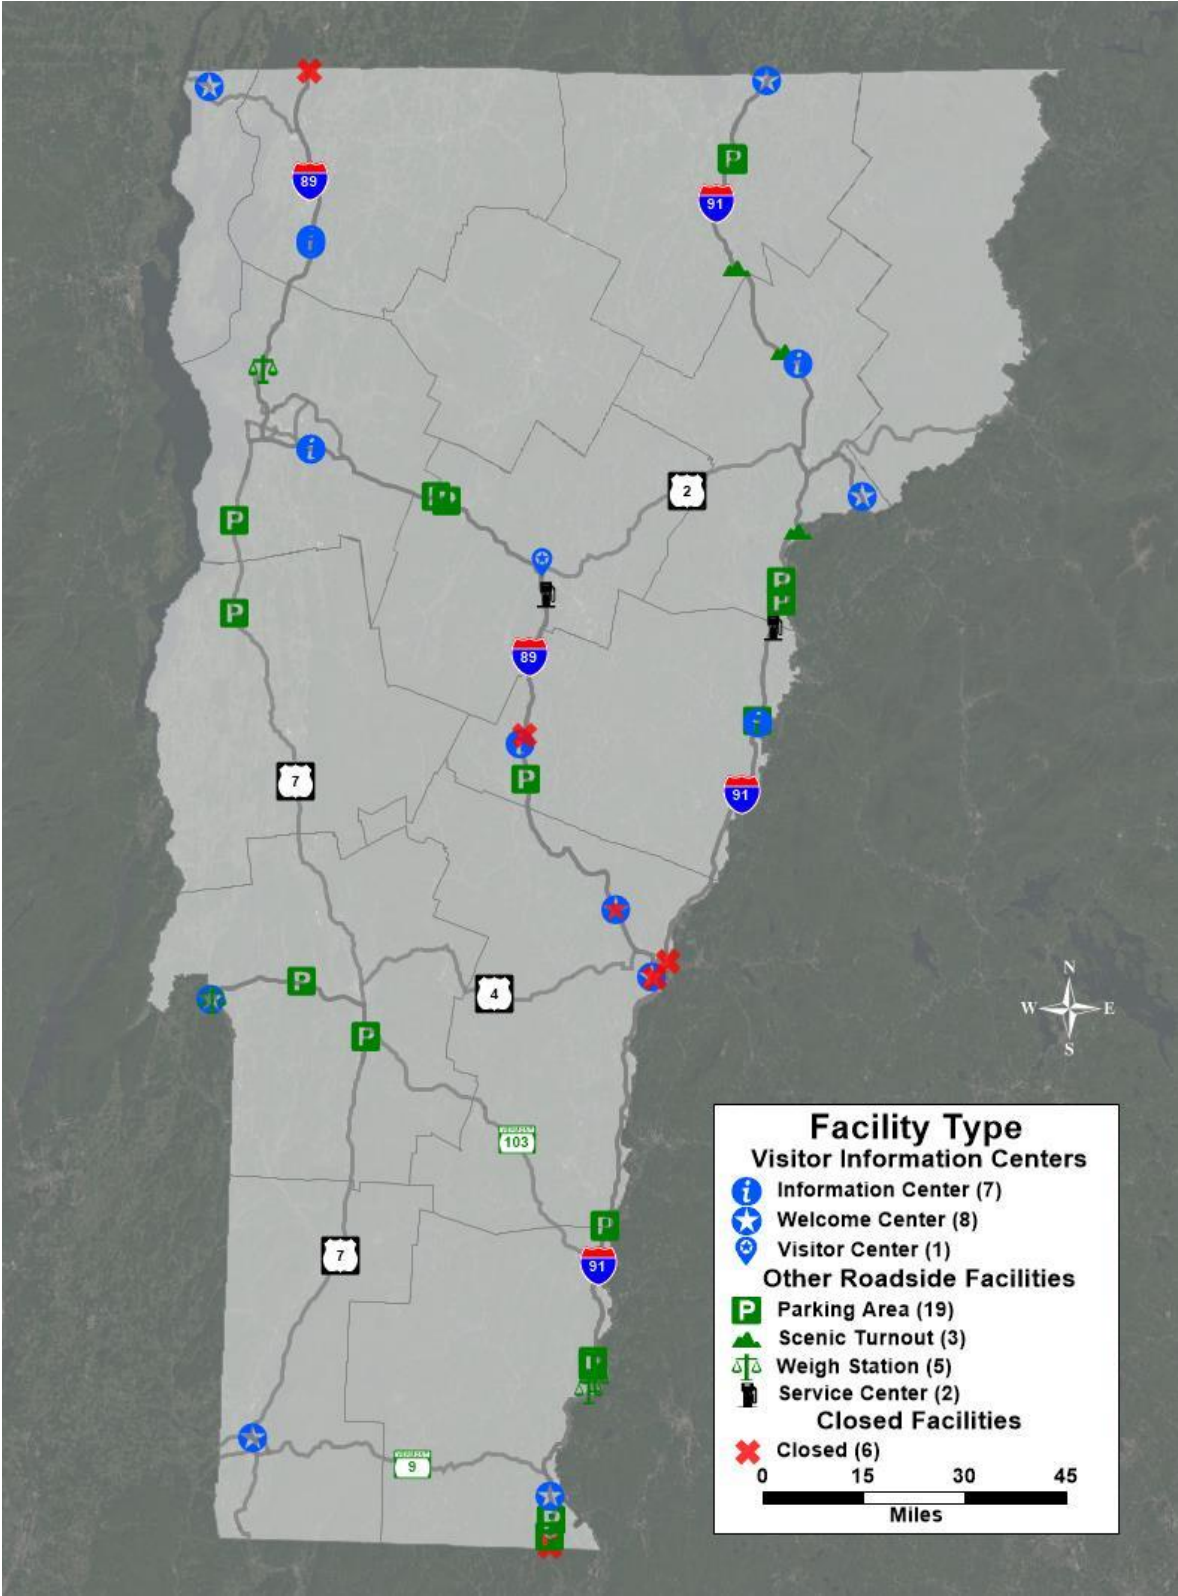 89
91
i
i
i
P
2
P
P
P
P
P
89
i
i
P
7
91
P
4
N
W
E
S
P
103
P
7
91
P
9
P
P
Facility Type
Visitor Information Centers
i Information Center (7)
Welcome Center (8)
Visitor Center (1)
Other Roadside Facilities
P Parking Area (19)
Scenic Turnout (3)
Weigh Station (5)
Service Center (2)
Closed Facilities
Closed (6)
0 15 30 45
Miles